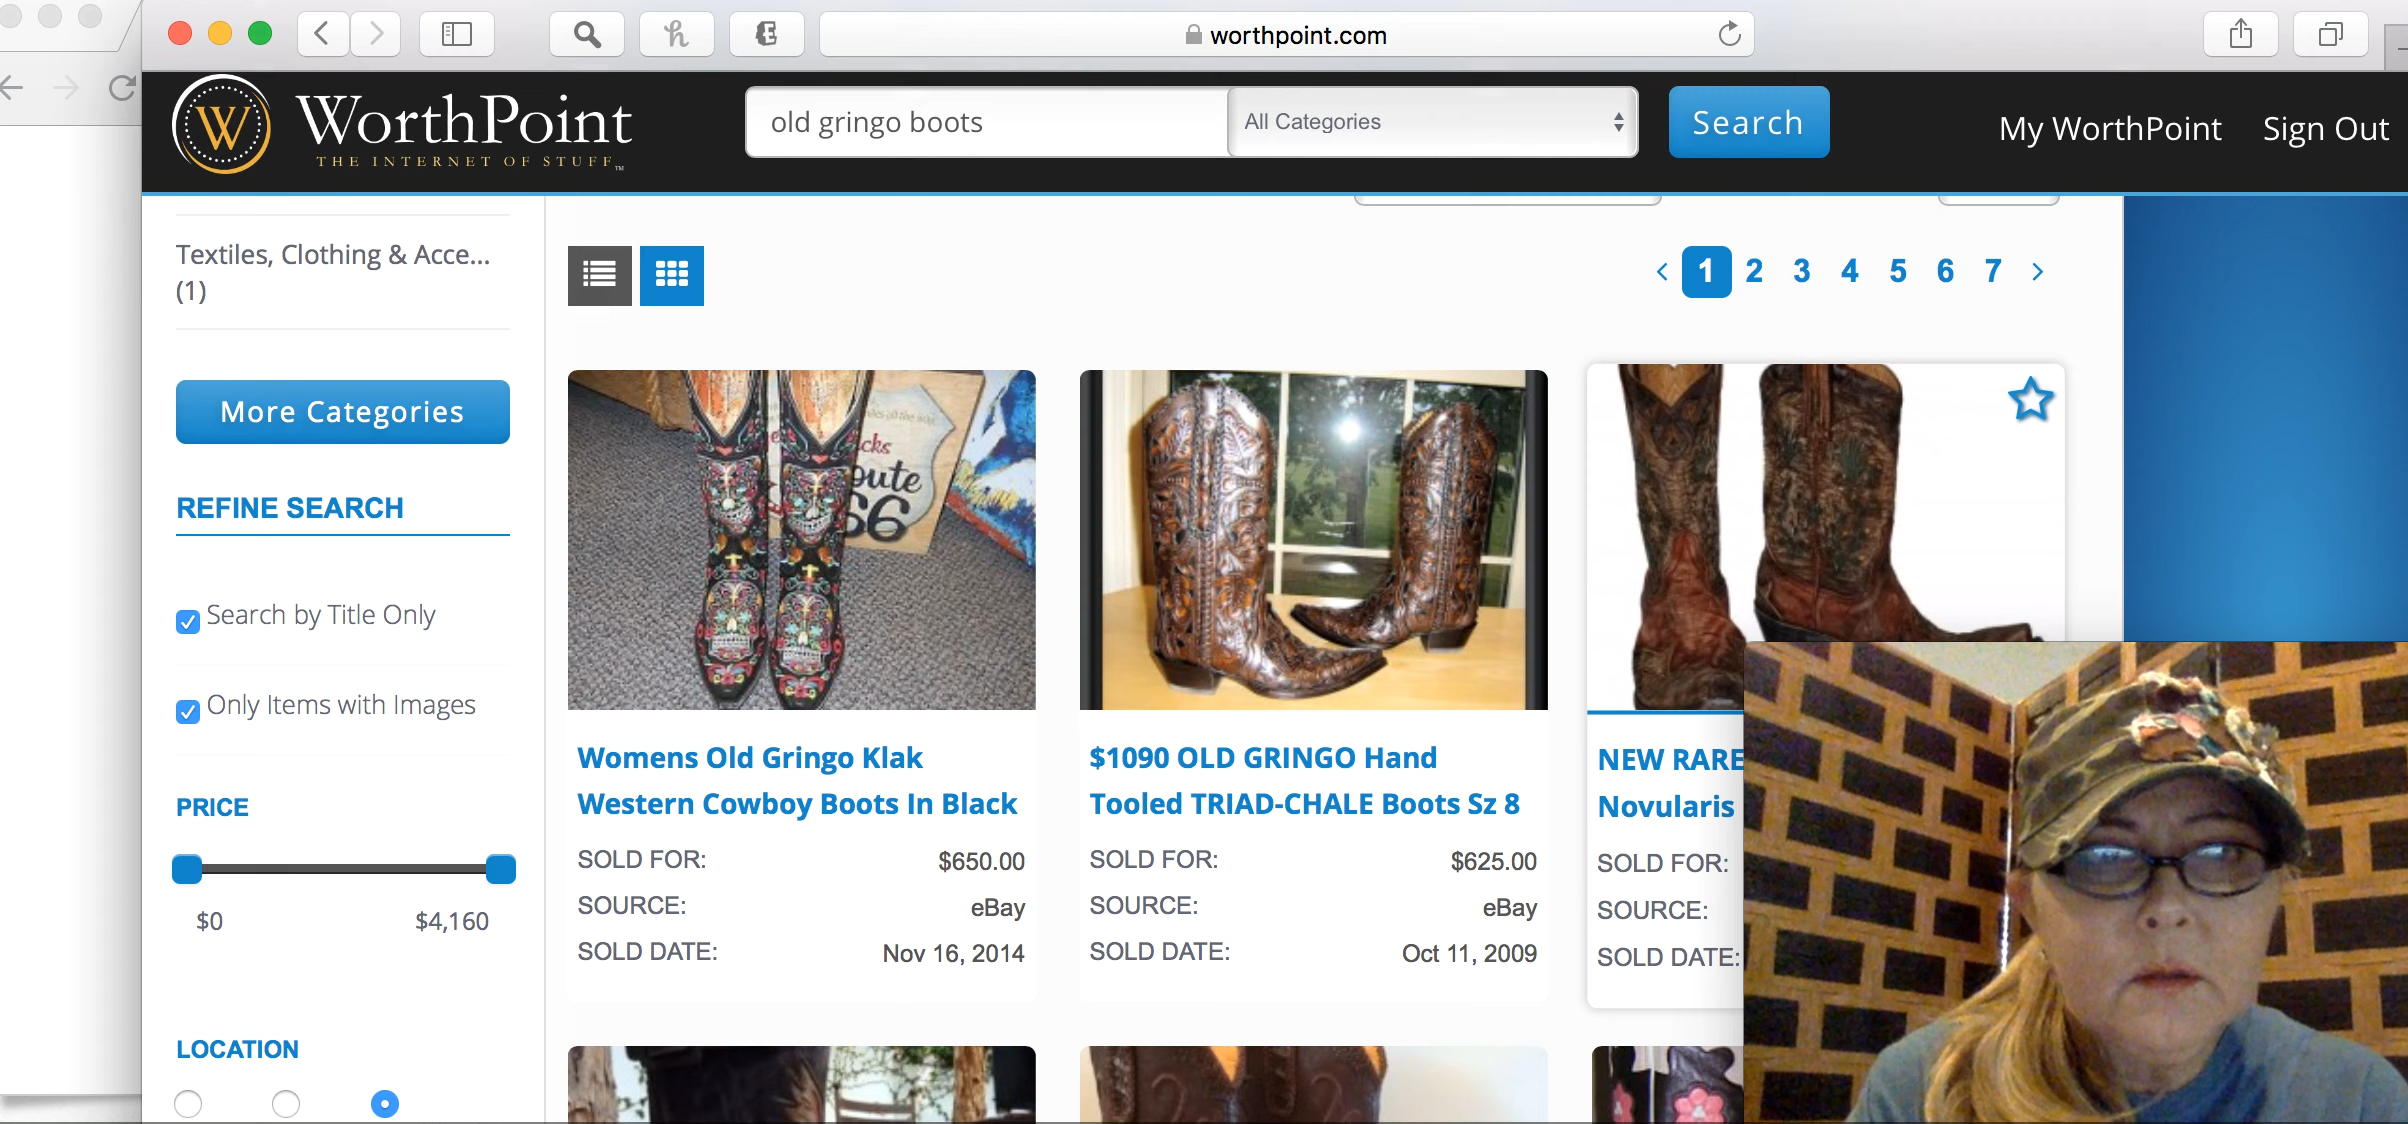 worthpoint.com
W
WorthPoint
THE INTERNET OF STUFF™
old gringo boots
All Categories
Search
My WorthPoint
Sign Out
Textiles, Clothing & Acce...
(1)
1 2 3 4 5 6 7
More Categories
REFINE SEARCH
Search by Title Only
Only Items with Images
PRICE
$0
$4,160
LOCATION
cks
oute
66
Womens Old Gringo Klak
Western Cowboy Boots In Black
SOLD FOR: $650.00
SOURCE: eBay
SOLD DATE: Nov 16, 2014
$1090 OLD GRINGO Hand
Tooled TRIAD-CHALE Boots Sz 8
SOLD FOR: $625.00
SOURCE: eBay
SOLD DATE: Oct 11, 2009
NEW RARE
Novularis
SOLD FOR:
SOURCE:
SOLD DATE: